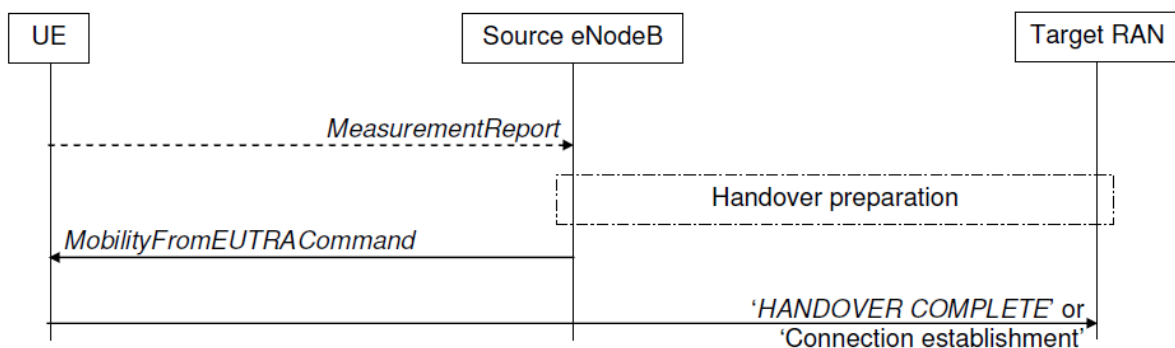 UE
Source eNodeB
Target RAN
MeasurementReport
Handover preparation
MobilityFromEUTRACommand
‘HANDOVER COMPLETE’ or
‘Connection establishment’